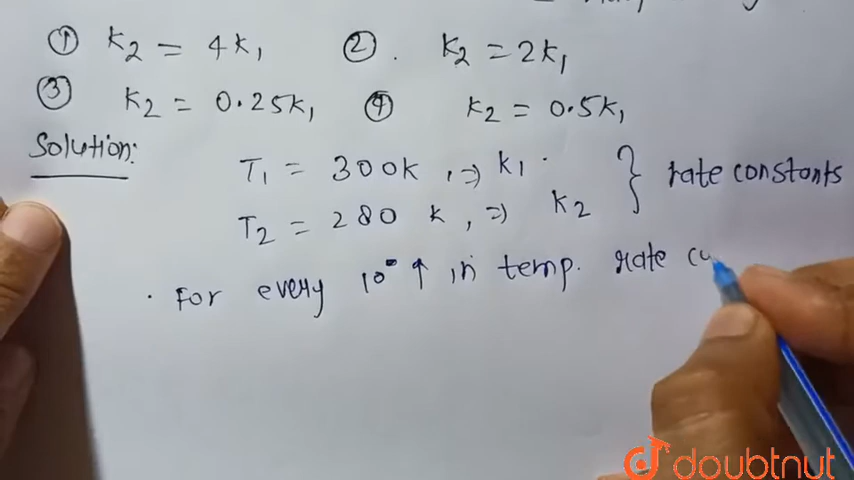 ① K₂ = 4K₁ ② . K₂ = 2K₁
③ K₂ = 0.25K₁ ④ K₂ = 0.5K₁
Solution:
T₁ = 300K , ⇒ K₁ . } rate constants
T₂ = 280 K , ⇒ K₂
. For every 10° ↑ in temp. rate co
doubtnut